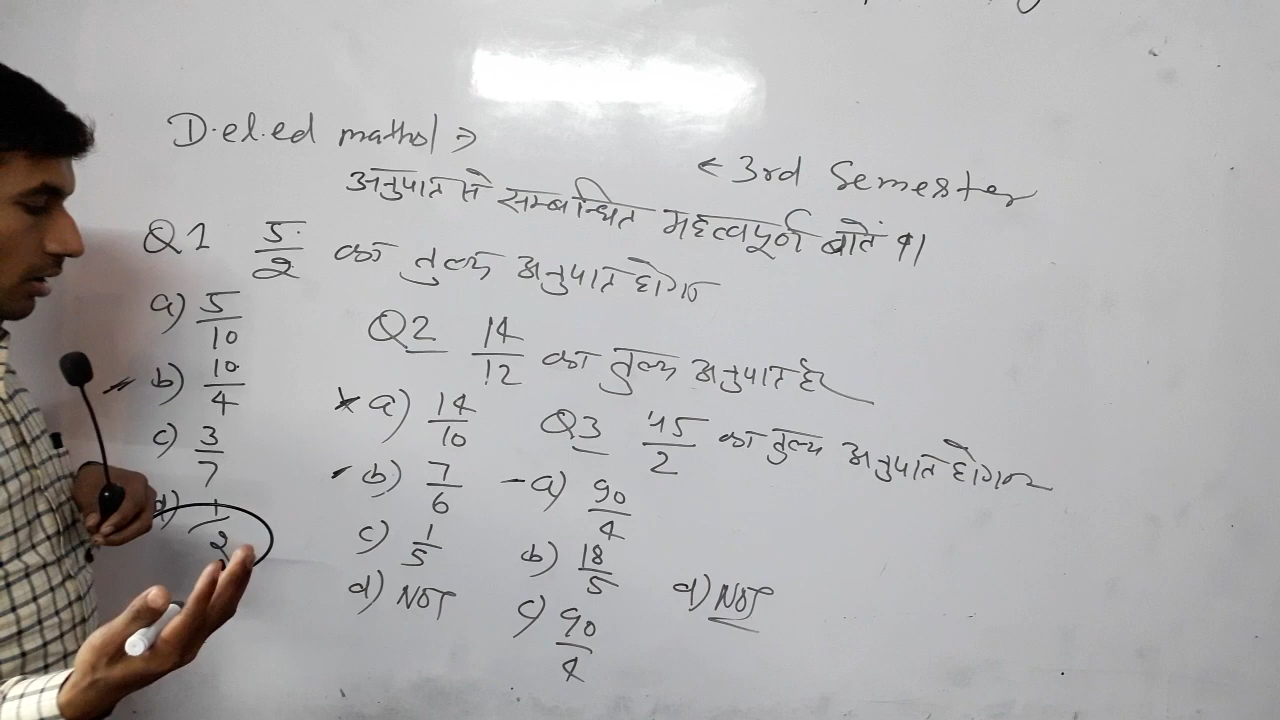 D.el.ed mathol ⇒
← 3rd Semester
अनुपात से सम्बन्धित महत्वपूर्ण बातें १।
Q1 5/2 का तुल्य अनुपात होगा
a) 5/10
b) 10/4
c) 3/7
d) 1/2
Q2 14/12 का तुल्य अनुपात है
a) 14/10
b) 7/6
c) 1/5
d) NOT
Q3 45/2 का तुल्य अनुपात होगा
a) 90/4
b) 18/5
c) 90/4
d) NOT